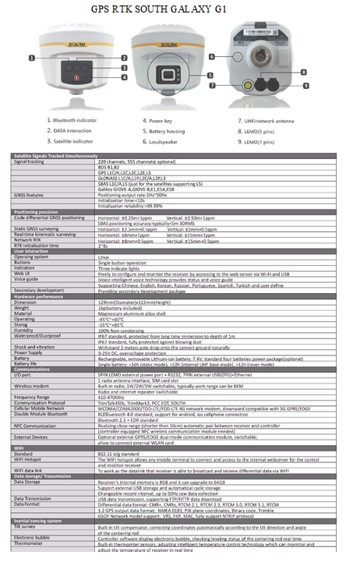 GPS RTK SOUTH GALAXY G1
1. Bluetooth indicator
2. DATA interaction
3. Satellite indicator
4. Power key
5. Battery housing
6. Loudspeaker
7. UHF/network antenna
8. LEMO(5 pins)
9. LEMO(7 pins)
Satellite Signals Tracked Simultaneously
Signal tracking 220 channels, 555 channels( optional)
BDS B1,B2
GPS L1C/A,L1C,L2C,L2E,L5
GLONASS L1C/A,L1P,L2C/A,L2P,L3
SBAS L1C/A,L5 (just for the satellites supporting L5)
Galileo GIOVE-A,GIOVE-B,E1,E5A,E5B
GNSS features Positioning output rate:1Hz~50Hz
Initialization time:<10s
Initialization reliability:>99.99%
Positioning precision
Code differential GNSS positioning Horizontal: ±0.25m+1ppm Vertical: ±0.50m+1ppm
SBAS positioning accuracy:typically<5m 3DRMS
Static GNSS surveying
Real-time kinematic surveying Horizontal: ±8mm+1ppm Vertical: ±15mm+1ppm
Network RTK Horizontal: ±8mm+0.5ppm Vertical: ±15mm+0.5ppm
RTK initialization time 2~8s
User Interaction
Operating system Linux
Buttons Single button operation
Indicators Three indicate lights
Web UI Freely to configure and monitor the receiver by accessing to the web server via Wi-Fi and USB
Voice guide Intelligent voice technology provides status and voice guide
Supporting Chinese, English, Korean, Russian, Portuguese, Spanish, Turkish and user define
Secondary development Providing secondary development package
Hardware performance
Dimension 129mm(Diameter)x112mm(Height)
Weight 1kg(battery included)
Material Magnesium aluminum alloy shell
Operating -45℃~+60℃
Storing -55℃~+85℃
Humidity 100% Non-condensing
Waterproof/Dustproof IP67 standard, protected from long time immersion to depth of 1m
IP67 standard, fully protected against blowing dust
Shock and vibration Withstand 3 meters pole drop onto the cement ground naturally
Power Supply 9-25V DC, overvoltage protection
Battery Rechargeable, removable Lithium-ion battery, 7.4V; standard four batteries power package(optional)
Battery life Single battery: >16h (static mode), >10h (internal UHF base mode), >12h (rover mode)
Communications
I/O port 5PIN LEMO external power port + RS232, 7PIN external USB(OTG)+Ethernet
1 radio antenna interface, SIM card slot
Wireless modem Built-in radio, 1W/2W/3W switchable, typically work range can be 8KM
Radio and internet repeater switchable
Frequency Range 410-470MHz
Communication Protocol TrimTalk450s, TrimMark3, PCC EOT, SOUTH
Cellular Mobile Network WCDMA/CDMA2000/TDD-LTE/FDD-LTE 4G network modem, downward compatible with 3G GPRS/EDGE
Double Module Bluetooth BLEBluetooth 4.0 standard, support for android, ios cellphone connection
Bluetooth 2.1 + EDR standard
NFC Communication Realizing close range (shorter than 10cm) automatic pair between receiver and controller
(controller equipped NFC wireless communication module needed)
External Devices Optional external GPRS/EDGE dual-mode communication module, switchable;
allow to connect external WLAN card
WIFI
Standard 802.11 b/g standard
WIFI Hotspot The WIFI hotspot allows any mobile terminal to connect and access to the internal webserver for the control
and monitor receiver
WIFI data link To work as the datalink that receiver is able to broadcast and receive differential data via WiFi
Data storage/ Transmission
Data Storage Receiver's internal memory is 8GB and it can upgrade to 64GB
Support external USB storage and automatical cycle storage
Changeable record interval, up to 50Hz raw data collection
Data Transmission USB data transmission, supporting FTP/HTTP data download
Data Format Differential data format: CMR+, CMRx, RTCM 2.1, RTCM 2.3, RTCM 3.0, RTCM 3.1, RTCM
3.2 GPS output data format: NMEA 0183, PJK plane coordinates, Binary code, Trimble
GSOF Network model support: VRS, FKP, MAC, fully support NTRIP protocol
Inertial sensing system
Tilt survey Built-in tilt compensator, correcting coordinates automatically according to the tilt direction and angle
of the centering rod
Electronic bubble Controller software display electronic bubble, checking leveling status of the centering rod real time
Thermometer Built-in thermometer sensor, adopting intelligent temperature control technology which can monitor and
adjust the temperature of receiver in real time